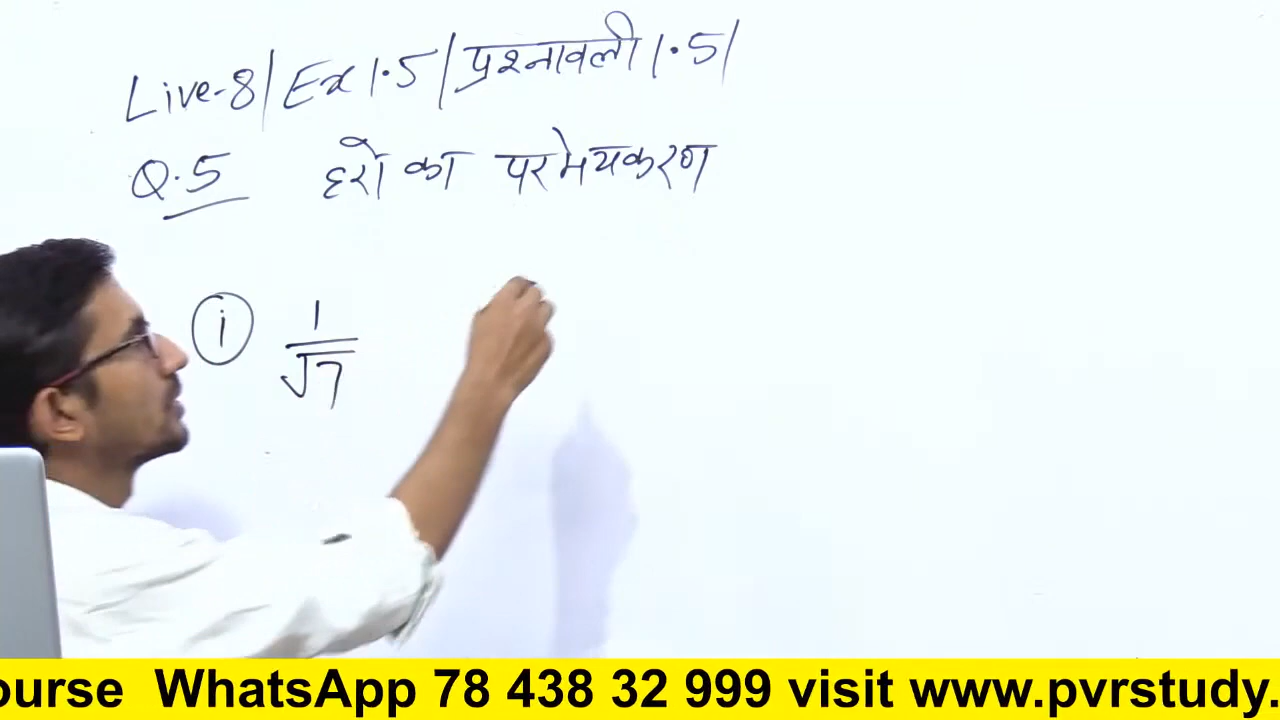 Live-8/ Ex 1.5/ प्रश्नावली 1.5/
Q.5 हरों का परमेयकरण
i 1/√7
ourse WhatsApp 78 438 32 999 visit www.pvrstudy.